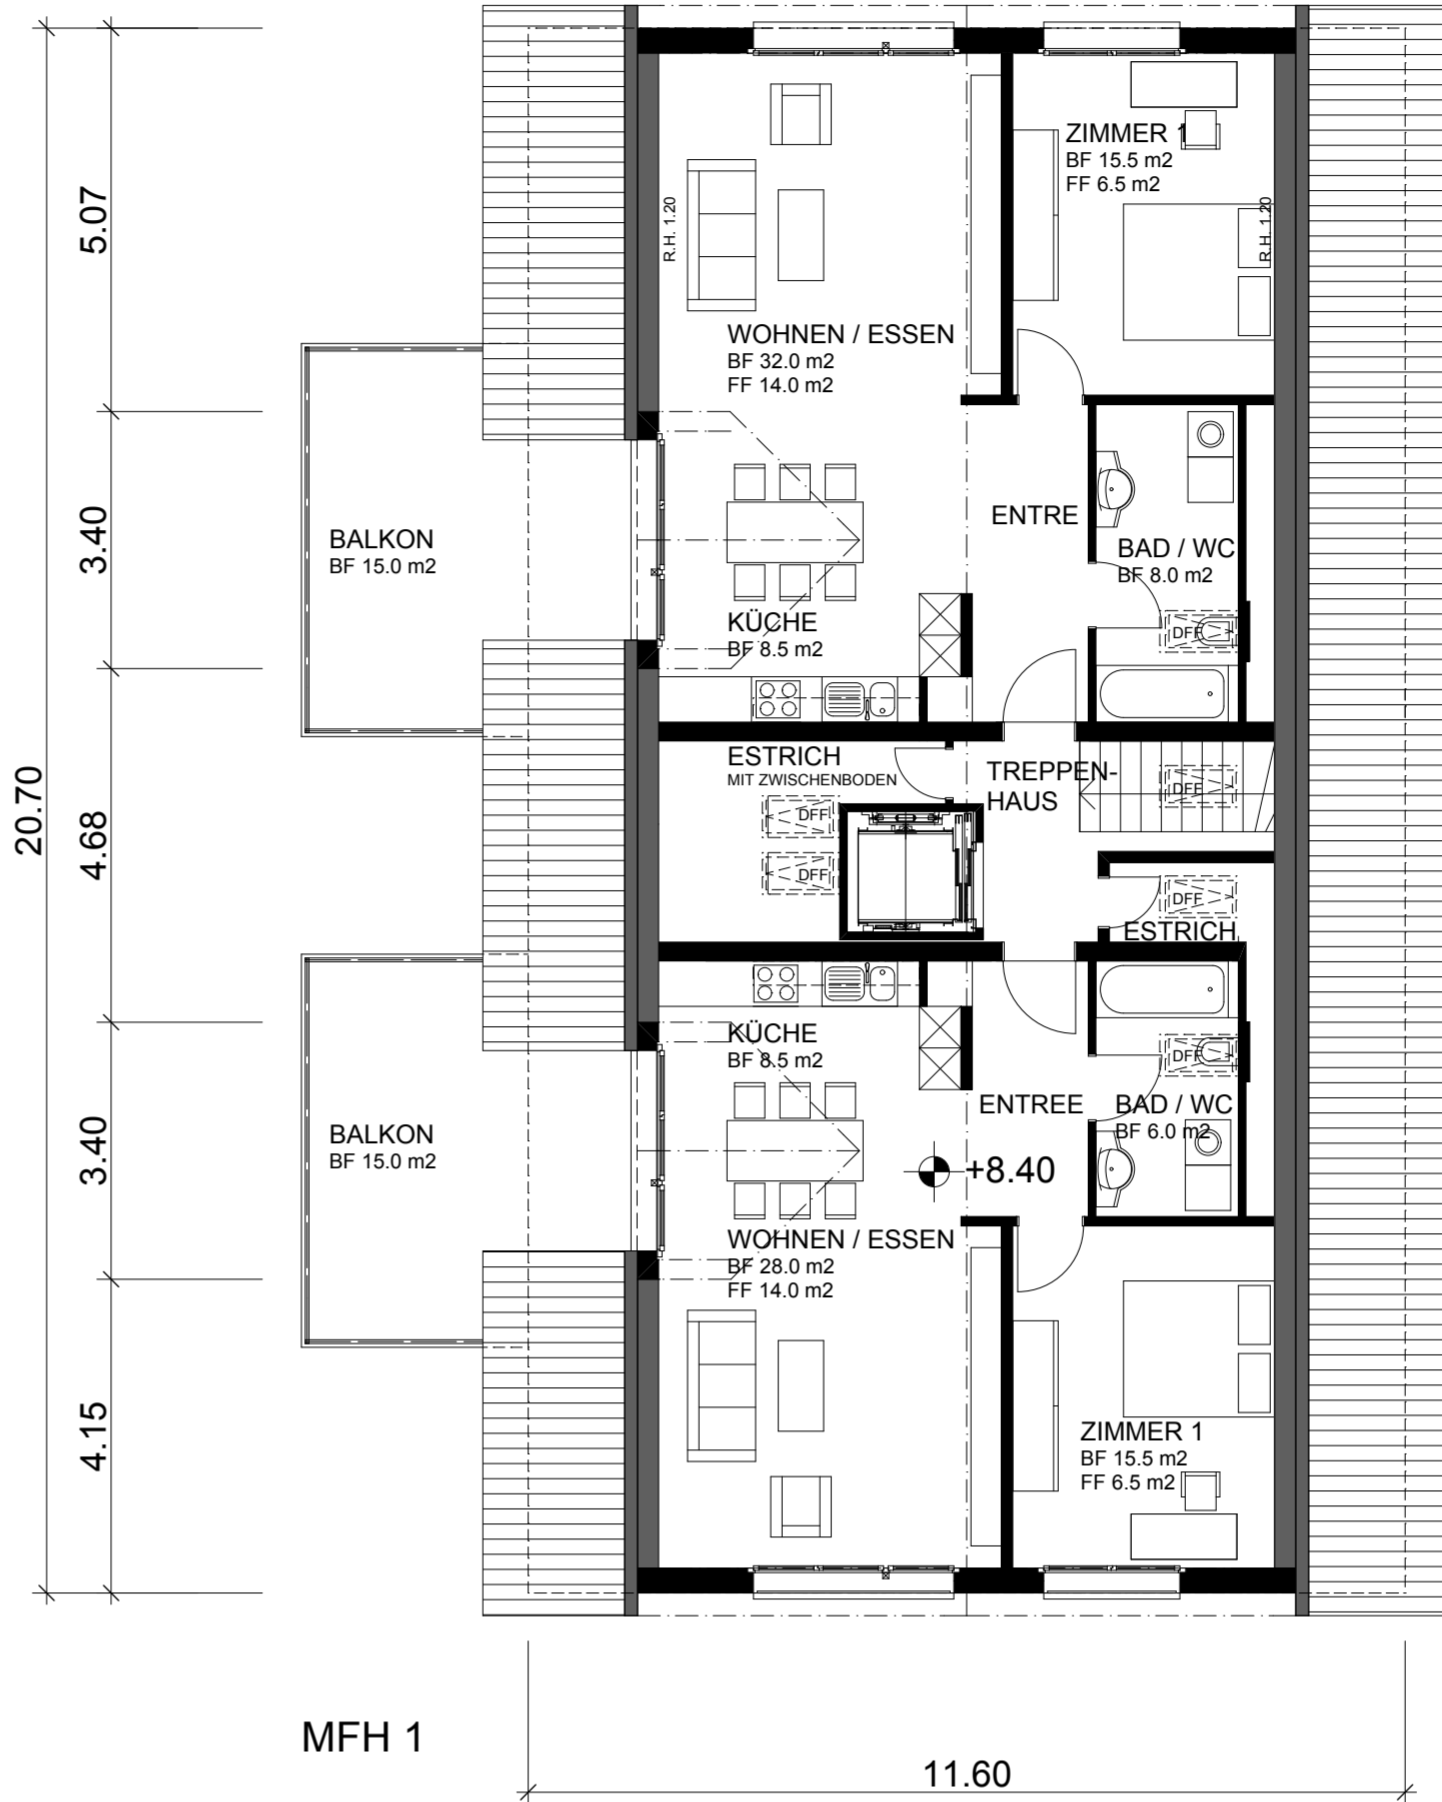 ZIMMER 1
BF 15.5 m2
FF 6.5 m2
R.H. 1.20
R.H. 1.20
5.07
WOHNEN / ESSEN
BF 32.0 m2
FF 14.0 m2
3.40
BALKON
BF 15.0 m2
ENTRE
BAD / WC
BF 8.0 m2
DFF
KÜCHE
BF 8.5 m2
20.70
4.68
ESTRICH
MIT ZWISCHENBODEN
DFF
DFF
TREPPEN-
HAUS
DFF
DFF
ESTRICH
KÜCHE
BF 8.5 m2
DFF
3.40
BALKON
BF 15.0 m2
ENTREE
BAD / WC
BF 6.0 m2
+8.40
WOHNEN / ESSEN
BF 28.0 m2
FF 14.0 m2
4.15
ZIMMER 1
BF 15.5 m2
FF 6.5 m2
MFH 1
11.60